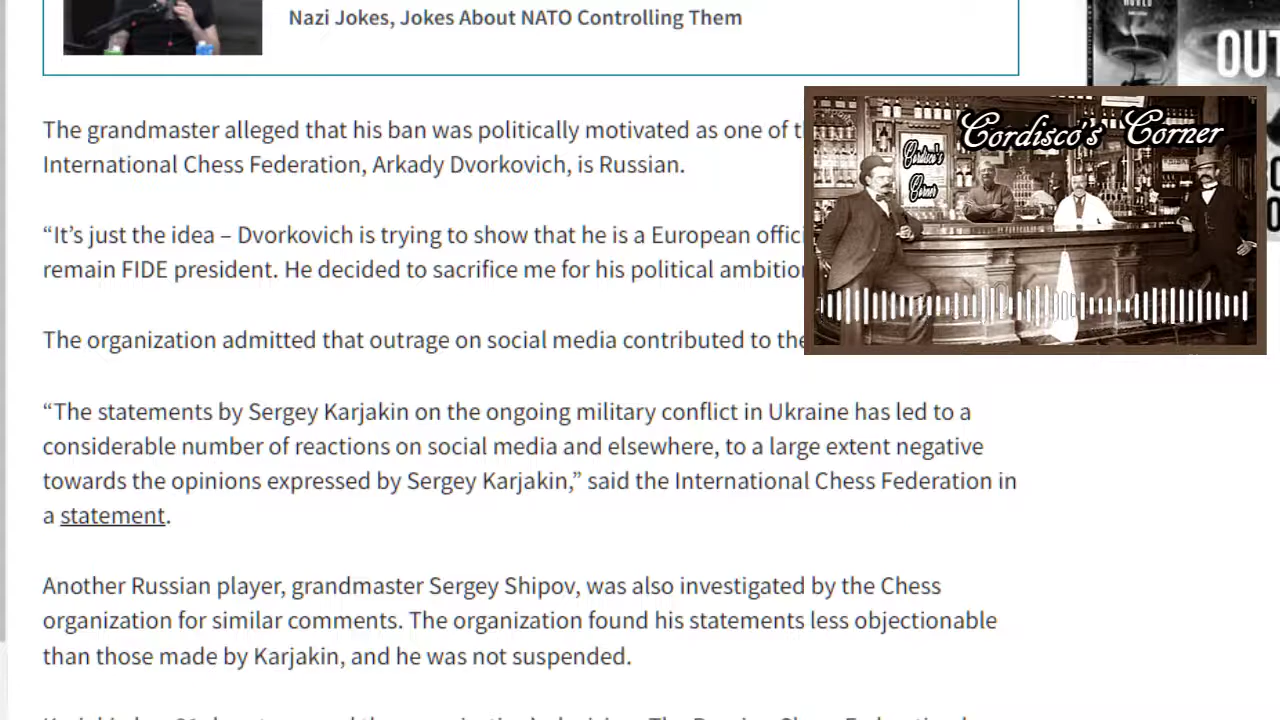 Nazi Jokes, Jokes About NATO Controlling Them
OUT
The grandmaster alleged that his ban was politically motivated as one of
International Chess Federation, Arkady Dvorkovich, is Russian.
Cordisco's Corner
Cordisco's
Corner
“It’s just the idea – Dvorkovich is trying to show that he is a European offici
remain FIDE president. He decided to sacrifice me for his political ambition
The organization admitted that outrage on social media contributed to the
“The statements by Sergey Karjakin on the ongoing military conflict in Ukraine has led to a
considerable number of reactions on social media and elsewhere, to a large extent negative
towards the opinions expressed by Sergey Karjakin,” said the International Chess Federation in
a statement.
Another Russian player, grandmaster Sergey Shipov, was also investigated by the Chess
organization for similar comments. The organization found his statements less objectionable
than those made by Karjakin, and he was not suspended.